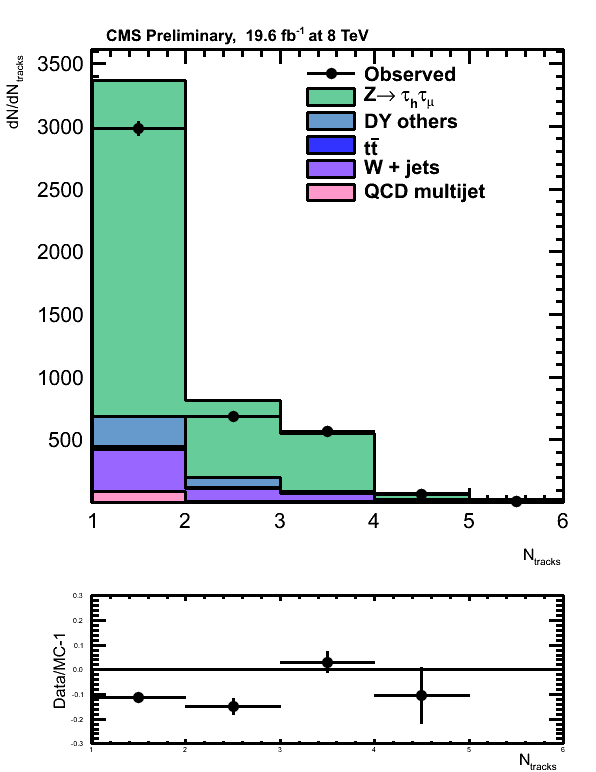 CMS Preliminary, 19.6 fb-1 at 8 TeV
dN/dNtracks
3500
3000
2500
2000
1500
1000
500
Observed
Z→ τhτμ
DY others
tt̄
W + jets
QCD multijet
1 2 3 4 5 6
Ntracks
Data/MC-1
0.3
0.2
0.1
0.0
-0.1
-0.2
-0.3
1 2 3 4 5 6
Ntracks